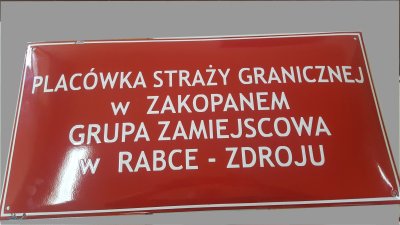 PLACÓWKA STRAŻY GRANICZNEJ
w ZAKOPANEM
GRUPA ZAMIEJSCOWA
w RABCE - ZDROJU